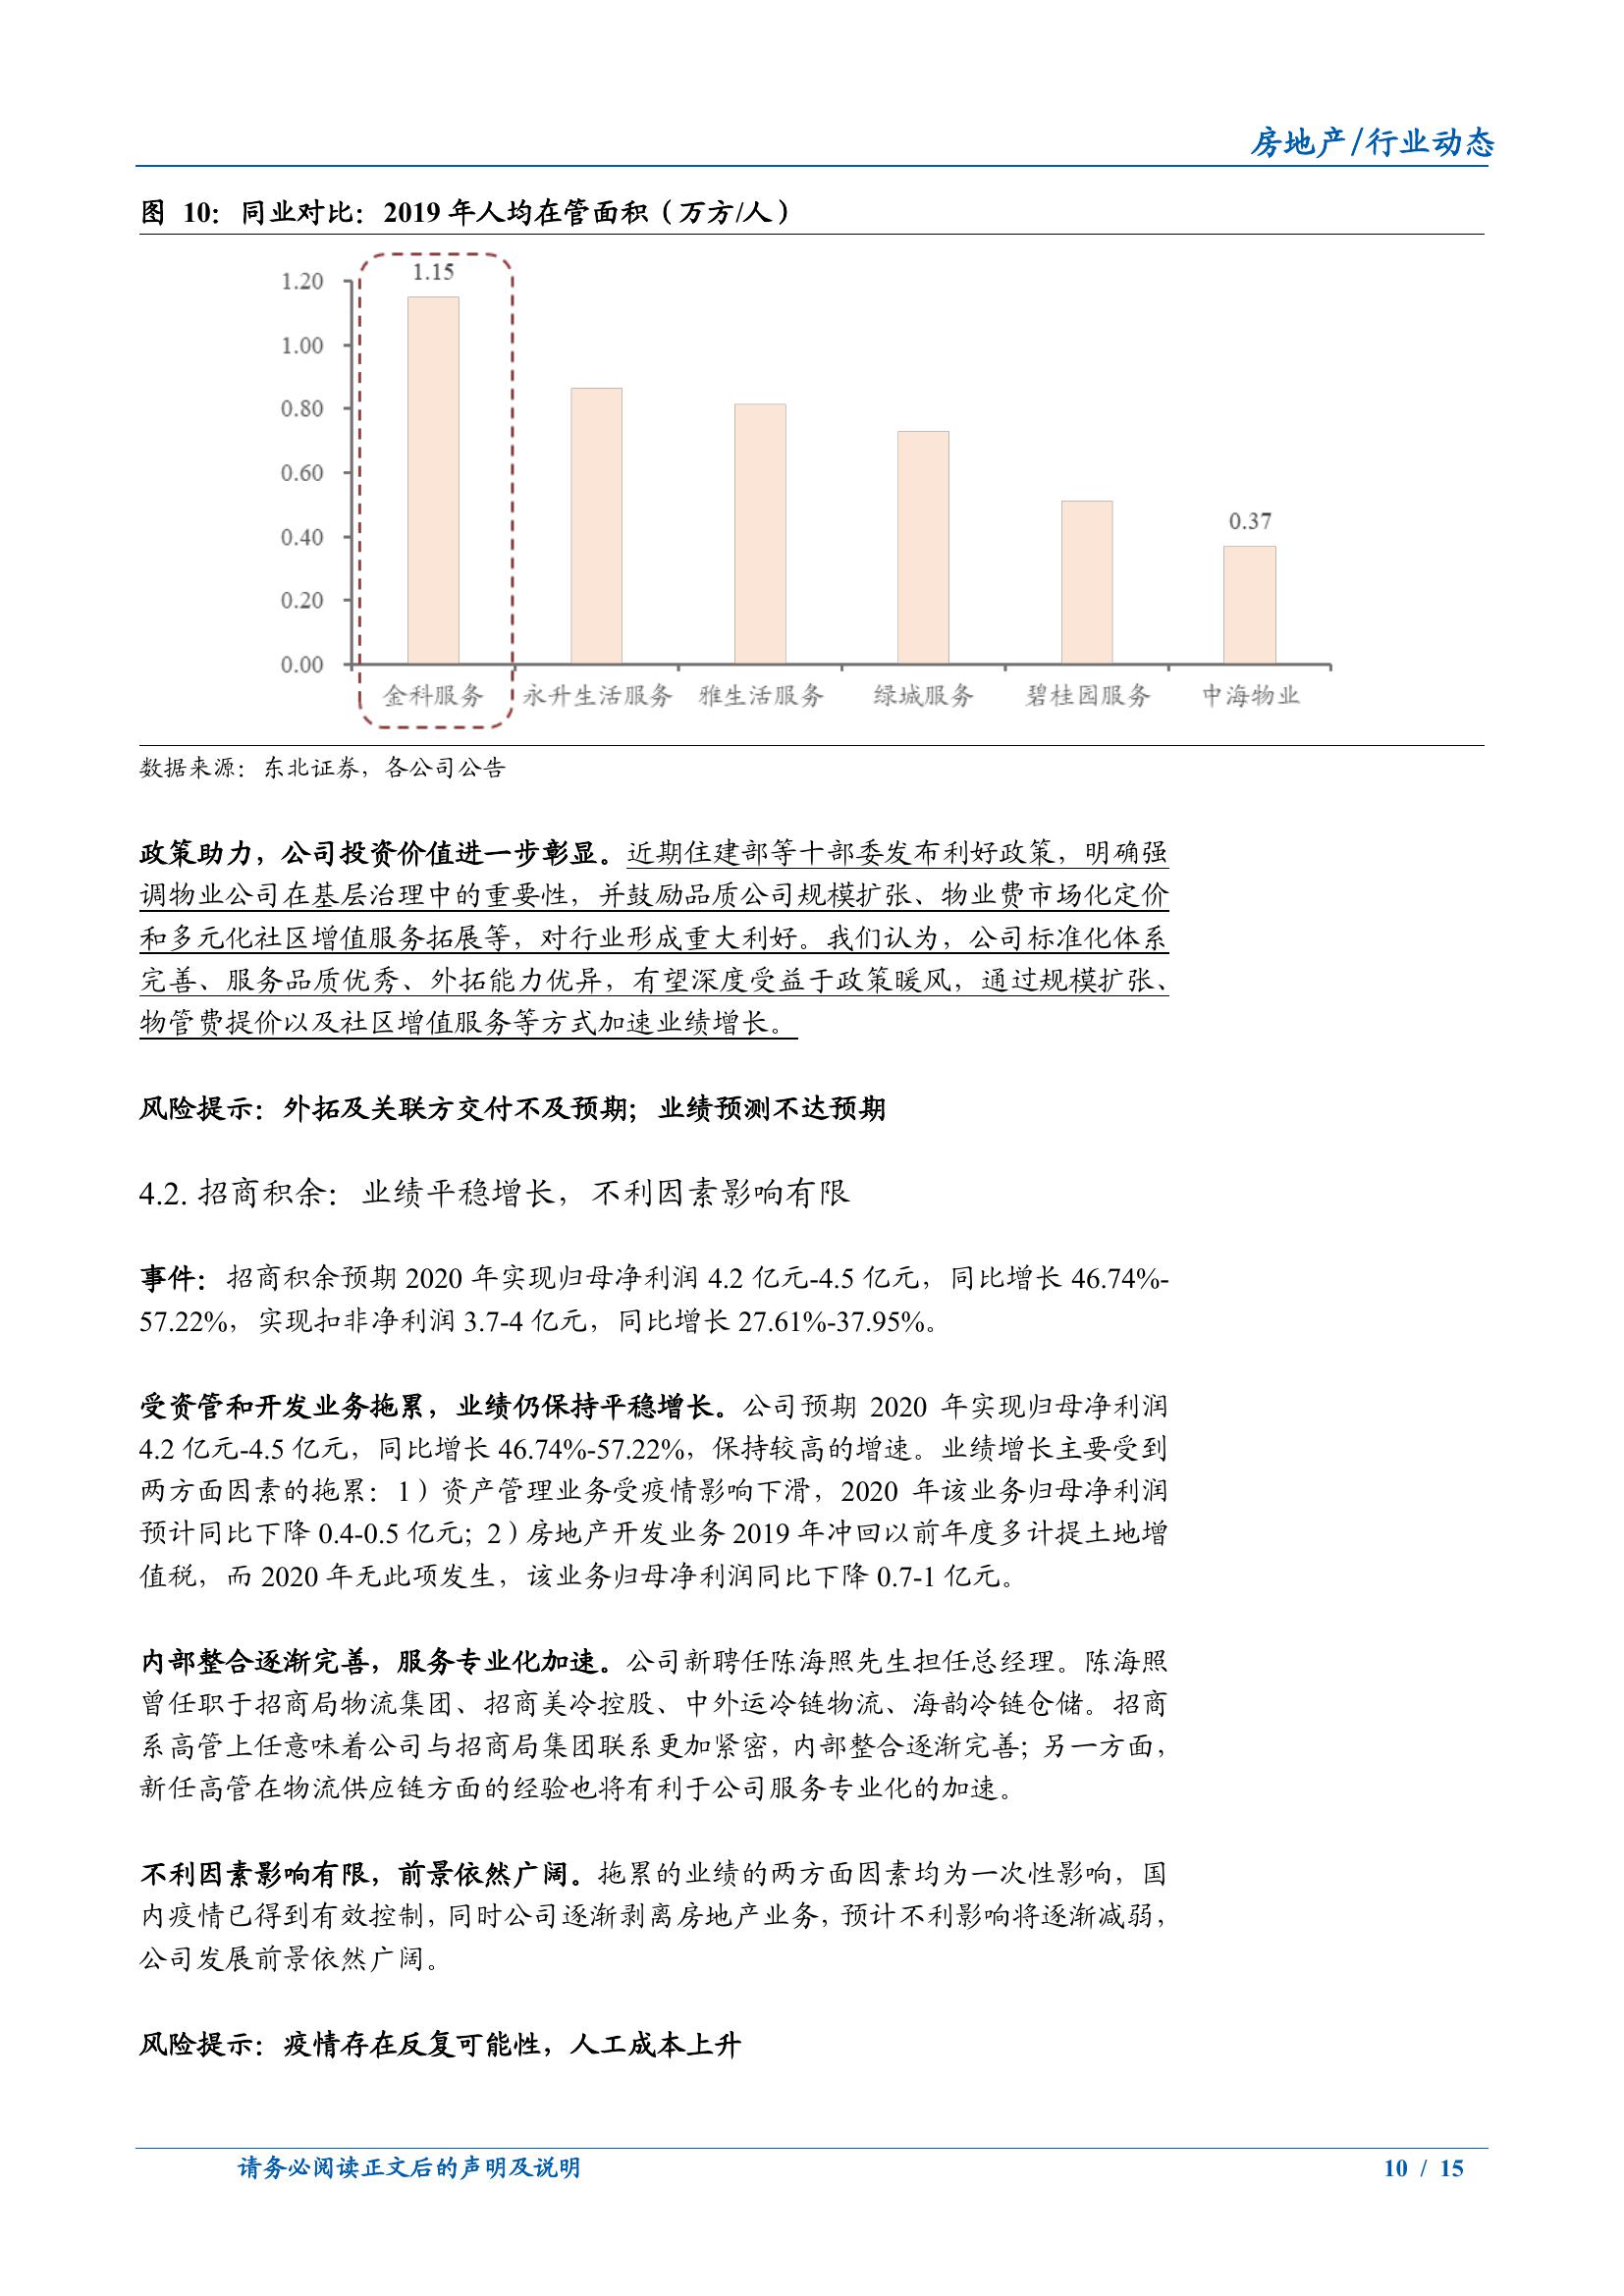 房地产/行业动态
图 10：同业对比：2019 年人均在管面积（万方/人）
1.20
1.00
0.80
0.60
0.40
0.20
0.00
1.15
0.37
金科服务 永升生活服务 雅生活服务 绿城服务 碧桂园服务 中海物业
数据来源：东北证券，各公司公告
政策助力，公司投资价值进一步彰显。近期住建部等十部委发布利好政策，明确强
调物业公司在基层治理中的重要性，并鼓励品质公司规模扩张、物业费市场化定价
和多元化社区增值服务拓展等，对行业形成重大利好。我们认为，公司标准化体系
完善、服务品质优秀、外拓能力优异，有望深度受益于政策暖风，通过规模扩张、
物管费提价以及社区增值服务等方式加速业绩增长。
风险提示：外拓及关联方交付不及预期；业绩预测不达预期
4.2. 招商积余：业绩平稳增长，不利因素影响有限
事件：招商积余预期 2020 年实现归母净利润 4.2 亿元-4.5 亿元，同比增长 46.74%-
57.22%，实现扣非净利润 3.7-4 亿元，同比增长 27.61%-37.95%。
受资管和开发业务拖累，业绩仍保持平稳增长。公司预期 2020 年实现归母净利润
4.2 亿元-4.5 亿元，同比增长 46.74%-57.22%，保持较高的增速。业绩增长主要受到
两方面因素的拖累：1）资产管理业务受疫情影响下滑，2020 年该业务归母净利润
预计同比下降 0.4-0.5 亿元；2）房地产开发业务 2019 年冲回以前年度多计提土地增
值税，而 2020 年无此项发生，该业务归母净利润同比下降 0.7-1 亿元。
内部整合逐渐完善，服务专业化加速。公司新聘任陈海照先生担任总经理。陈海照
曾任职于招商局物流集团、招商美冷控股、中外运冷链物流、海韵冷链仓储。招商
系高管上任意味着公司与招商局集团联系更加紧密，内部整合逐渐完善；另一方面，
新任高管在物流供应链方面的经验也将有利于公司服务专业化的加速。
不利因素影响有限，前景依然广阔。拖累的业绩的两方面因素均为一次性影响，国
内疫情已得到有效控制，同时公司逐渐剥离房地产业务，预计不利影响将逐渐减弱，
公司发展前景依然广阔。
风险提示：疫情存在反复可能性，人工成本上升
请务必阅读正文后的声明及说明
10 / 15